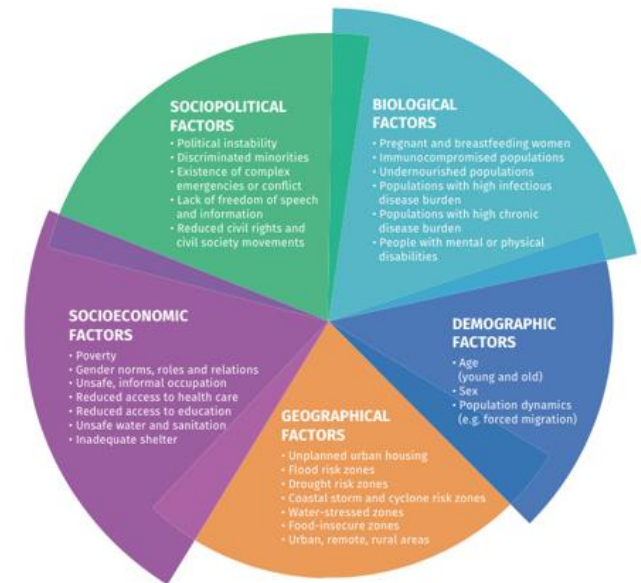 SOCIOPOLITICAL
FACTORS
• Political instability
• Discriminated minorities
• Existence of complex
emergencies or conflict
• Lack of freedom of speech
and information
• Reduced civil rights and
civil society movements
BIOLOGICAL
FACTORS
• Pregnant and breastfeeding women
• Immunocompromised populations
• Undernourished populations
• Populations with high infectious
disease burden
• Populations with high chronic
disease burden
• People with mental or physical
disabilities
SOCIOECONOMIC
FACTORS
• Poverty
• Gender norms, roles and relations
• Unsafe, informal occupation
• Reduced access to health care
• Reduced access to education
• Unsafe water and sanitation
• Inadequate shelter
DEMOGRAPHIC
FACTORS
• Age
(young and old)
• Sex
• Population dynamics
(e.g. forced migration)
GEOGRAPHICAL
FACTORS
• Unplanned urban housing
• Flood risk zones
• Drought risk zones
• Coastal storm and cyclone risk zones
• Water-stressed zones
• Food-insecure zones
• Urban, remote, rural areas